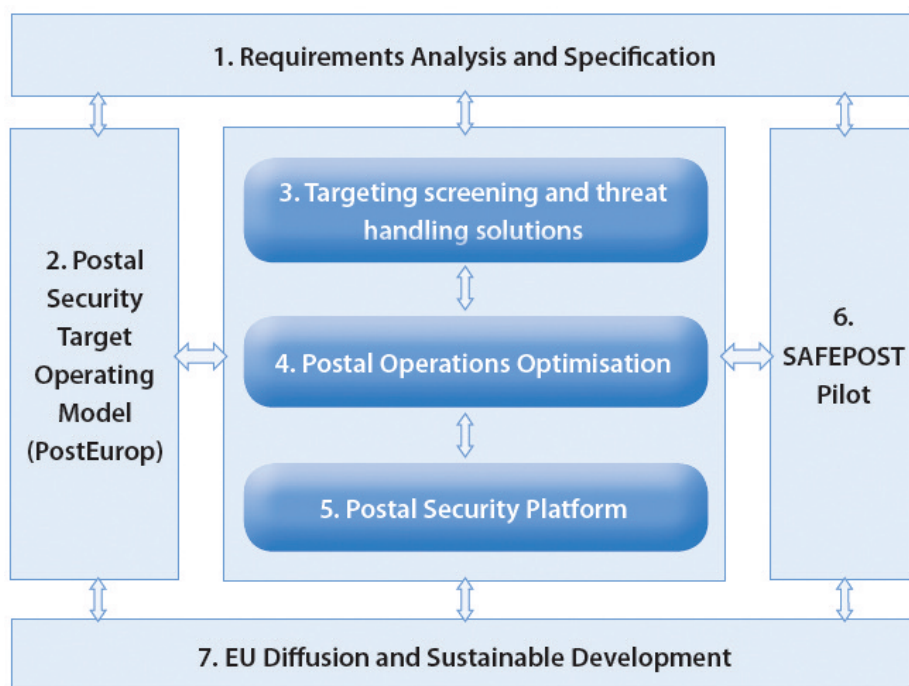 1. Requirements Analysis and Specification
2. Postal
Security
Target
Operating
Model
(PostEurop)
3. Targeting screening and threat
handling solutions
4. Postal Operations Optimisation
5. Postal Security Platform
6.
SAFEPOST
Pilot
7. EU Diffusion and Sustainable Development